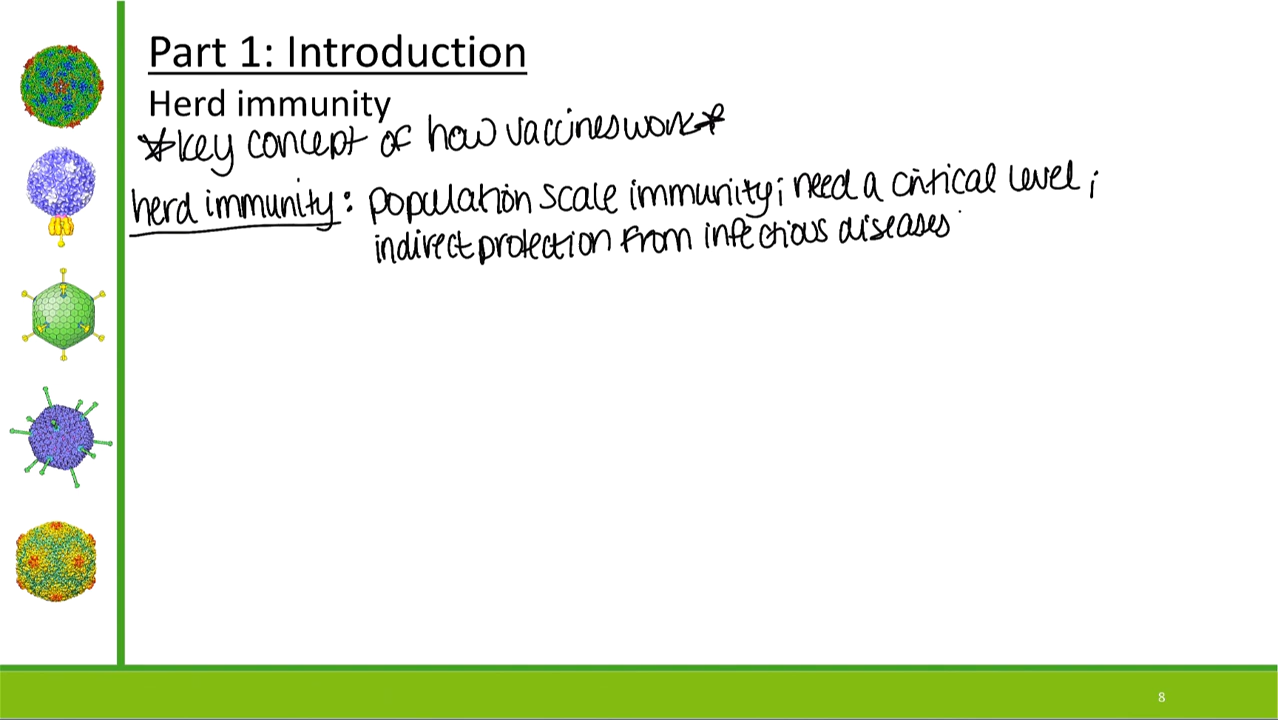 Part 1: Introduction
Herd immunity
*key concept of how vaccines work*
herd immunity: population scale immunity; need a critical level;
indirect protection from infectious diseases
8